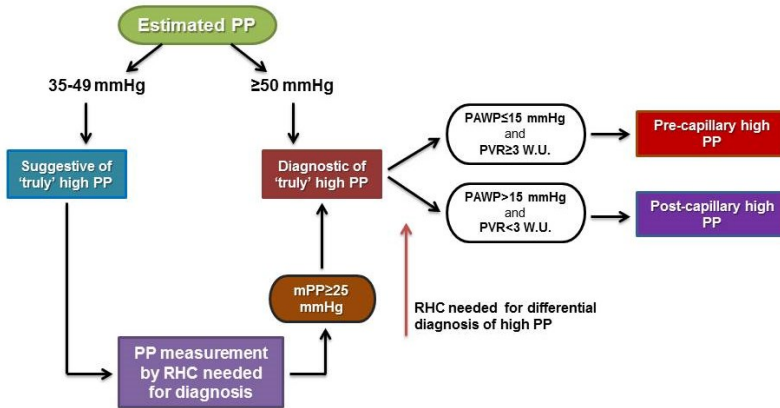 Estimated PP
35-49 mmHg
≥50 mmHg
Suggestive of
'truly' high PP
Diagnostic of
'truly' high PP
PAWP≤15 mmHg
and
PVR≥3 W.U.
Pre-capillary high
PP
PAWP>15 mmHg
and
PVR<3 W.U.
Post-capillary high
PP
mPP≥25
mmHg
RHC needed for differential
diagnosis of high PP
PP measurement
by RHC needed
for diagnosis